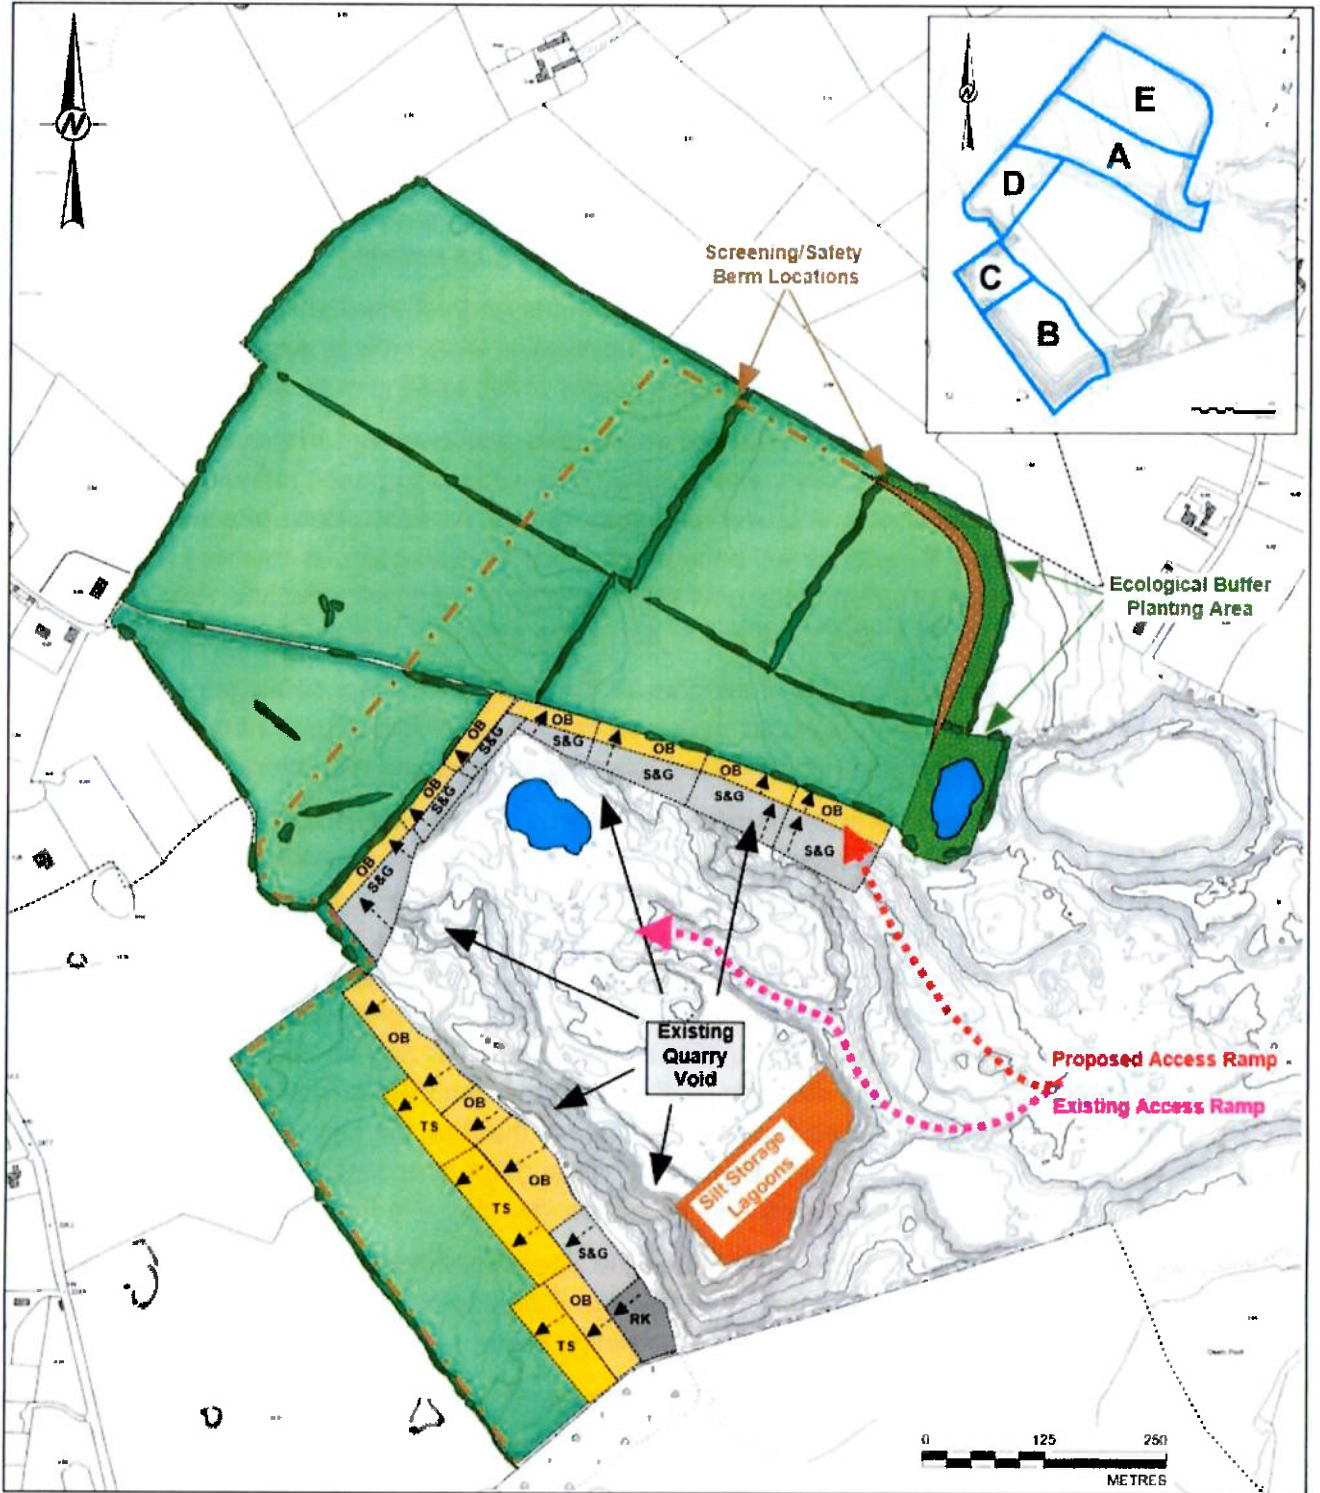 N
N
E
A
D
C
B
Screening/Safety
Berm Locations
Ecological Buffer
Planting Area
OB
S&G
OB
S&G
OB
S&G
OB
S&G
OB
S&G
OB
S&G
OB
S&G
Existing
Quarry
Void
Proposed Access Ramp
Existing Access Ramp
Silt Storage
Lagoons
OB
OB
TS
OB
TS
S&G
OB
RK
TS
0 125 250
METRES